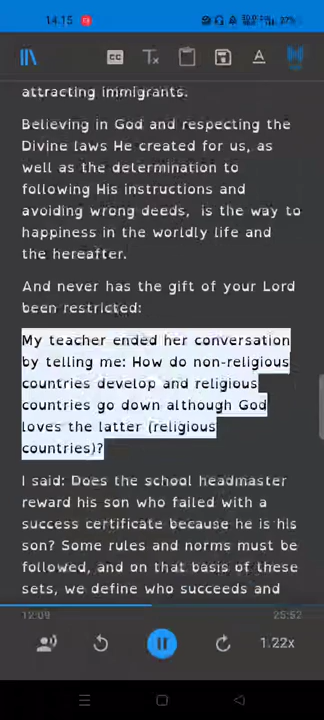 14.15
37%
CC
attracting immigrants.
Believing in God and respecting the
Divine laws He created for us, as
well as the determination to
following His instructions and
avoiding wrong deeds, is the way to
happiness in the worldly life and
the hereafter.
And never has the gift of your Lord
been restricted:
My teacher ended her conversation
by telling me: How do non-religious
countries develop and religious
countries go down although God
loves the latter (religious
countries)?
I said: Does the school headmaster
reward his son who failed with a
success certificate because he is his
son? Some rules and norms must be
followed, and on that basis of these
sets, we define who succeeds and
12:09
25:52
1.22x